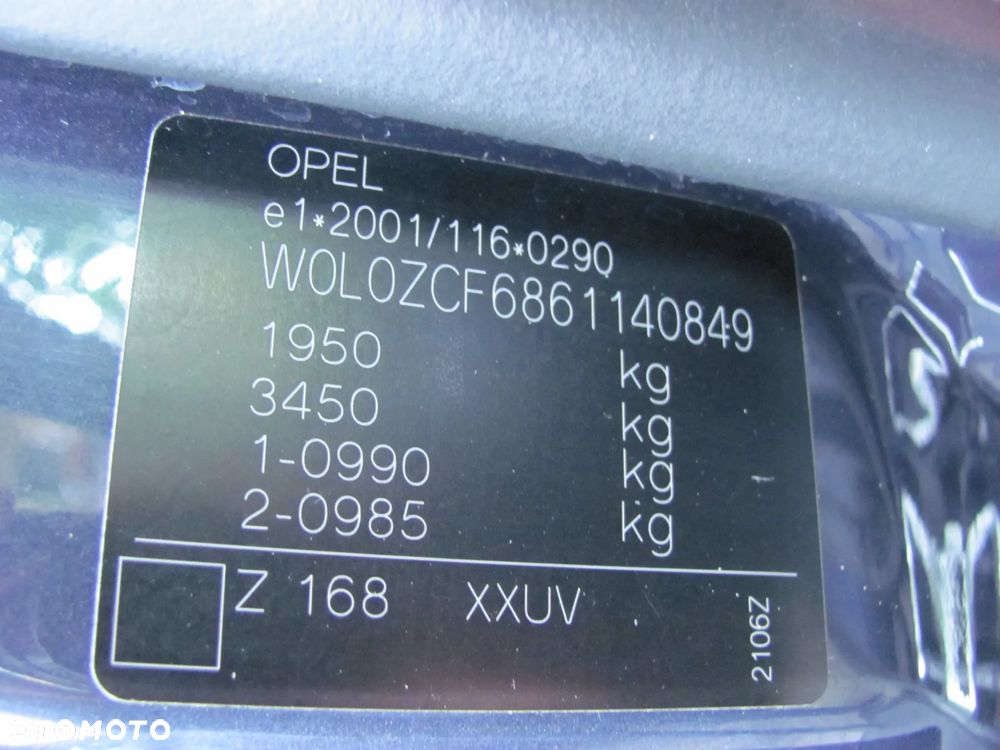 OPEL
e1*2001/116*0290
W0L0ZCF6861140849
1950 kg
3450 kg
1-0990 kg
2-0985 kg
Z 168 XXUV
2106Z
OTOMOTO